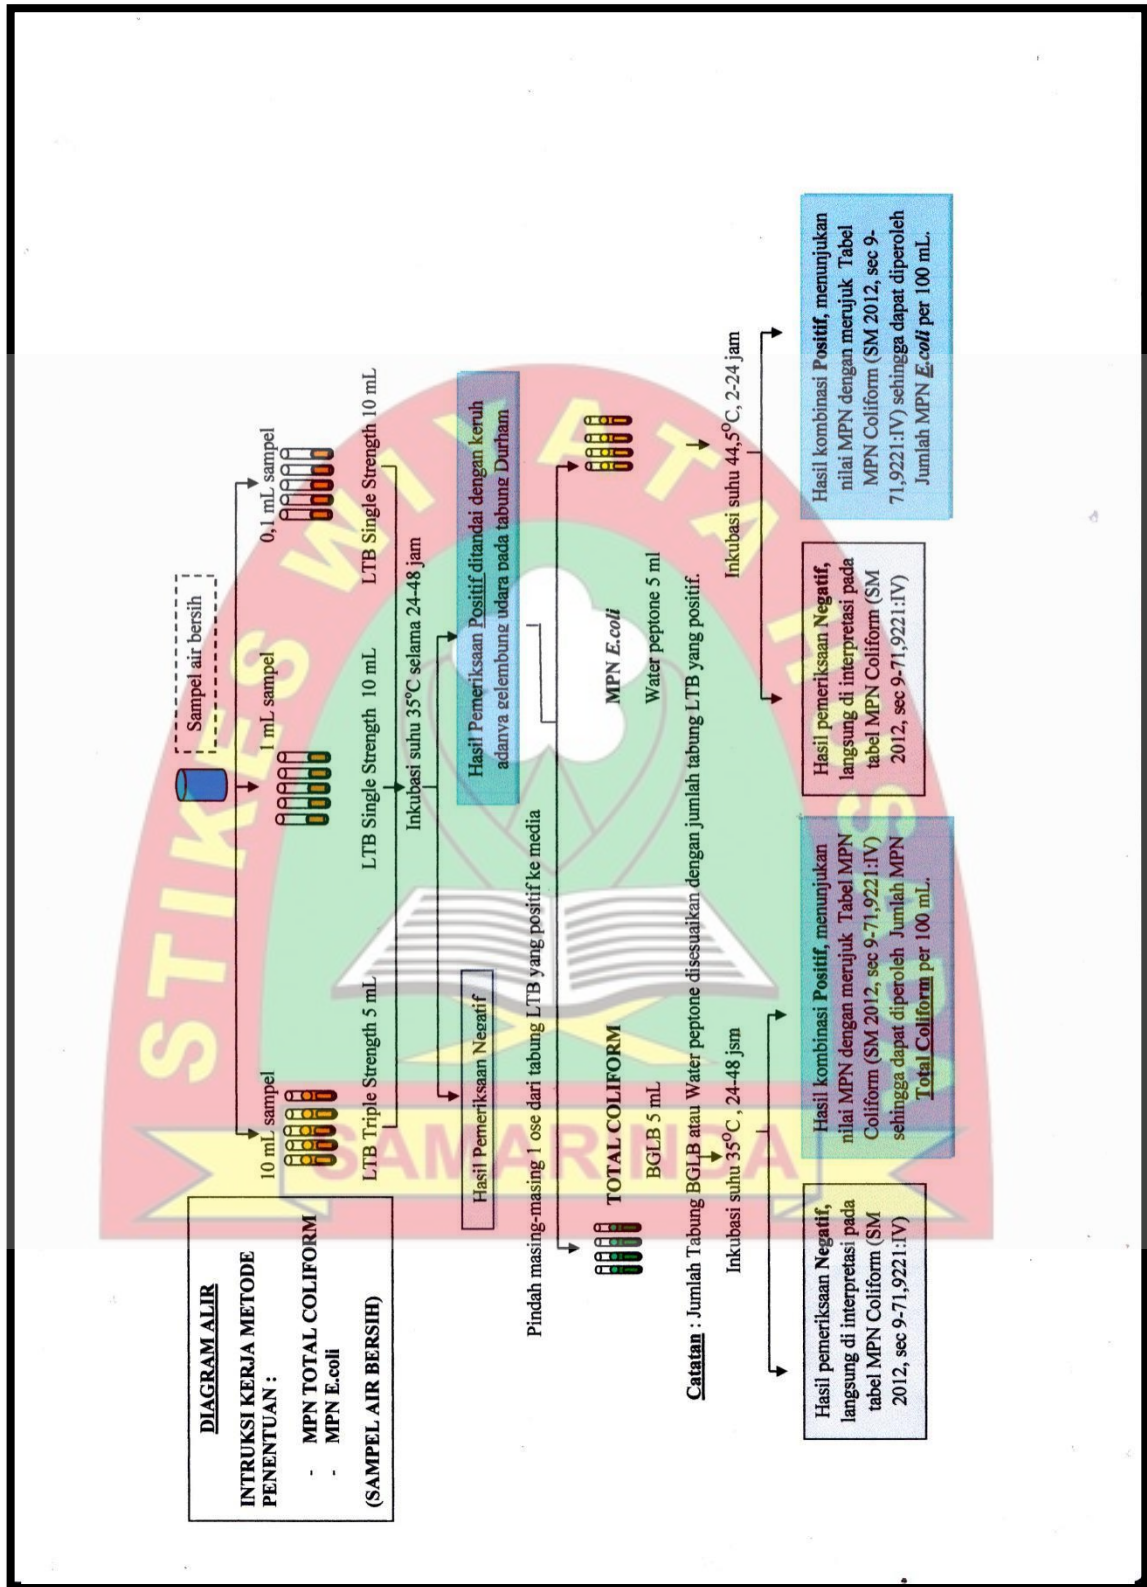 DIAGRAM ALIR
INTRUKSI KERJA METODE
PENENTUAN :
- MPN TOTAL COLIFORM
- MPN E.coli
(SAMPEL AIR BERSIH)
Sampel air bersih
10 mL sampel
1 mL sampel
0,1 mL sampel
LTB Triple Strength 5 mL
LTB Single Strength 10 mL
LTB Single Strength 10 mL
Inkubasi suhu 35°C selama 24-48 jam
Hasil Pemeriksaan Negatif
Hasil Pemeriksaan Positif ditandai dengan keruh
adanya gelembung udara pada tabung Durham
Pindah masing-masing 1 ose dari tabung LTB yang positif ke media
TOTAL COLIFORM
BGLB 5 mL
MPN E.coli
Water peptone 5 ml
Catatan : Jumlah Tabung BGLB atau Water peptone disesuaikan dengan jumlah tabung LTB yang positif.
Inkubasi suhu 35°C , 24-48 jsm
Inkubasi suhu 44,5°C, 2-24 jam
Hasil pemeriksaan Negatif,
langsung di interpretasi pada
tabel MPN Coliform (SM
2012, sec 9-71,9221:IV)
Hasil kombinasi Positif, menunjukan
nilai MPN dengan merujuk Tabel MPN
Coliform (SM 2012, sec 9-71,9221:IV)
sehingga dapat diperoleh Jumlah MPN
Total Coliform per 100 mL.
Hasil pemeriksaan Negatif,
langsung di interpretasi pada
tabel MPN Coliform (SM
2012, sec 9-71,9221:IV)
Hasil kombinasi Positif, menunjukan
nilai MPN dengan merujuk Tabel
MPN Coliform (SM 2012, sec 9-
71,9221:IV) sehingga dapat diperoleh
Jumlah MPN E.coli per 100 mL.
STIKES WIYATA HUSADA
SAMARINDA